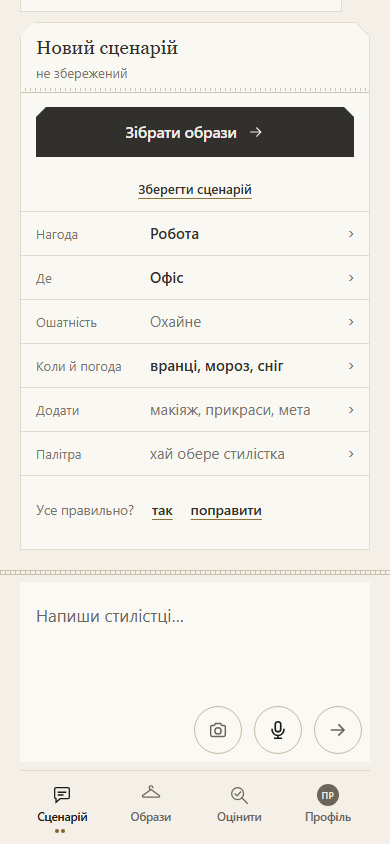 Новий сценарій
не збережений
Зібрати образи →
Зберегти сценарій
Нагода Робота
Де Офіс
Ошатність Охайне
Коли й погода вранці, мороз, сніг
Додати макіяж, прикраси, мета
Палітра хай обере стилістка
Усе правильно? так поправити
Напиши стилістці...
ПР
Сценарій Образи Оцінити Профіль